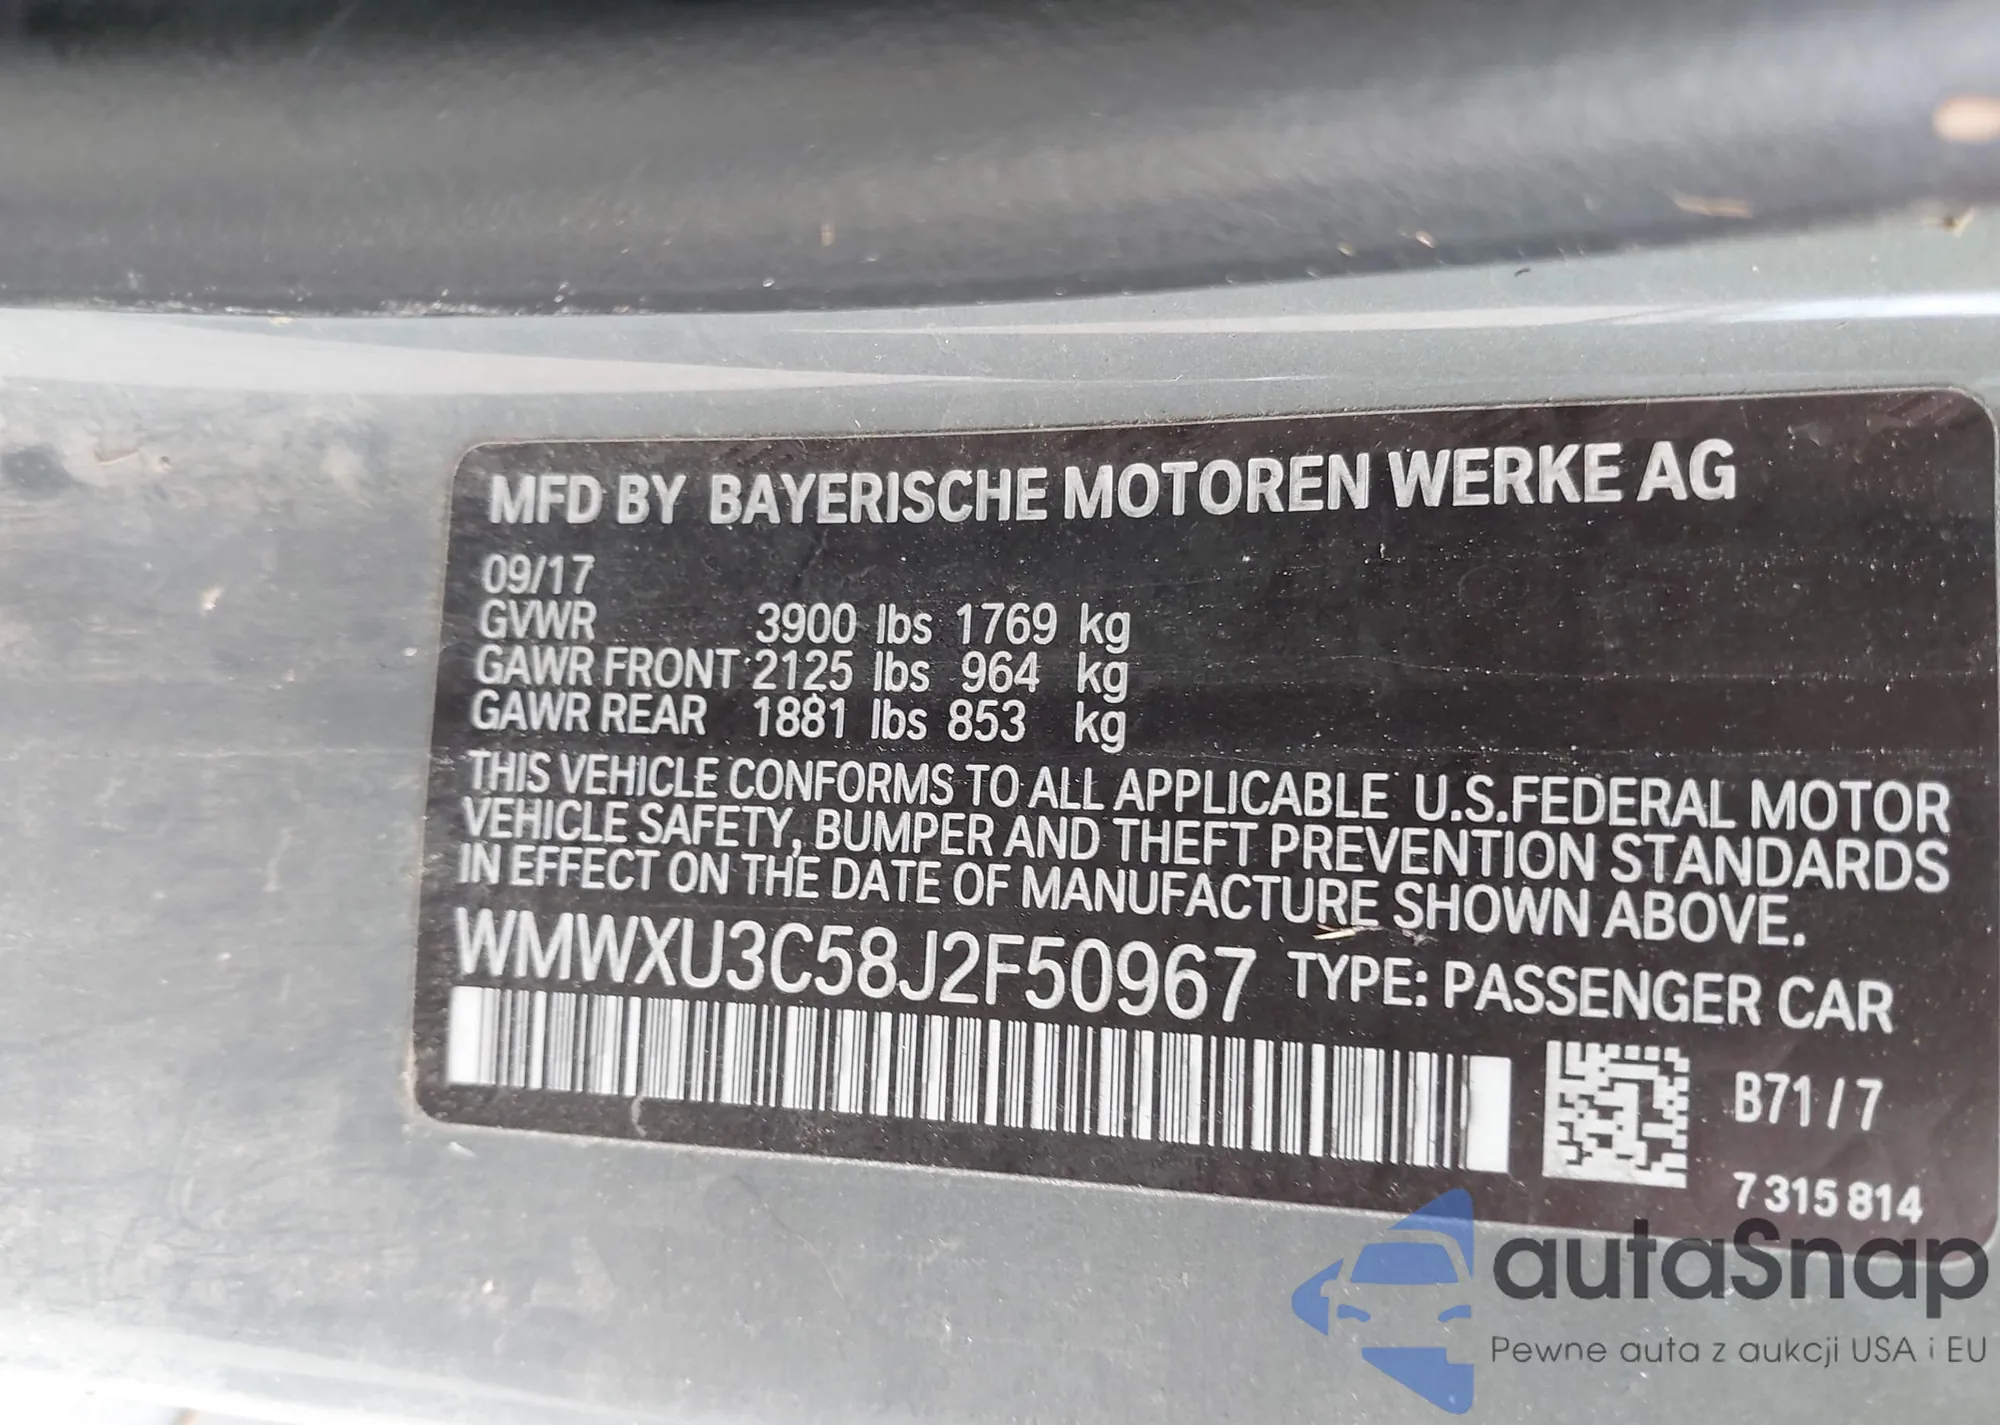 MFD BY BAYERISCHE MOTOREN WERKE AG
09/17
GVWR 3900 lbs 1769 kg
GAWR FRONT 2125 lbs 964 kg
GAWR REAR 1881 lbs 853 kg
THIS VEHICLE CONFORMS TO ALL APPLICABLE U.S.FEDERAL MOTOR
VEHICLE SAFETY, BUMPER AND THEFT PREVENTION STANDARDS
IN EFFECT ON THE DATE OF MANUFACTURE SHOWN ABOVE.
WMWXU3C58J2F50967 TYPE: PASSENGER CAR
B71 / 7
7 315 814
autaSnap
Pewne auta z aukcji USA i EU